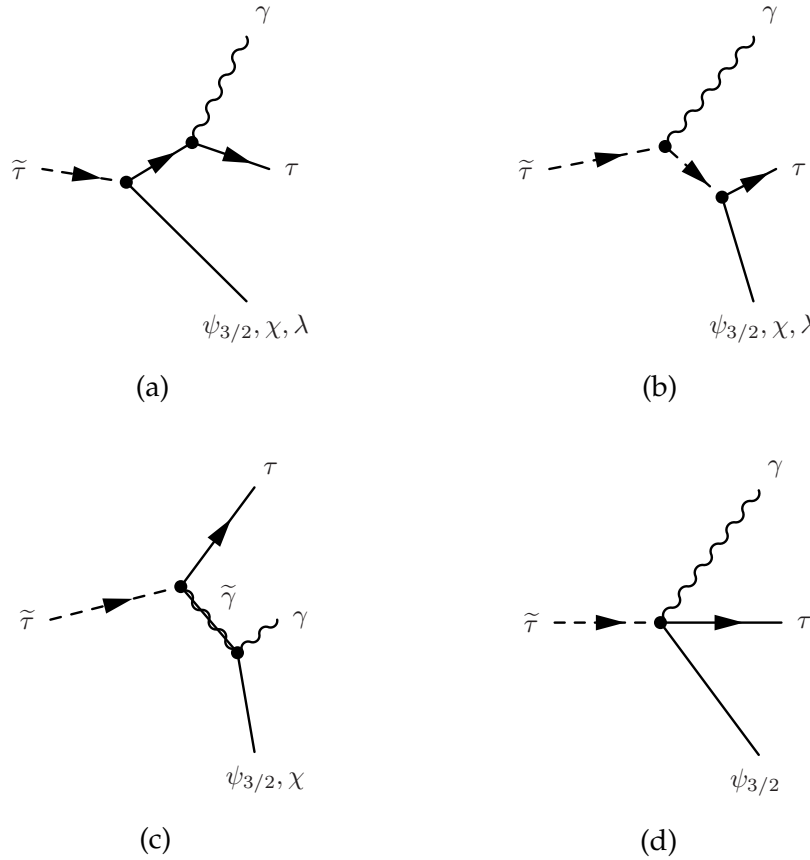 γ
τ̃
τ
ψ3/2, χ, λ
(a)
γ
τ̃
τ
ψ3/2, χ, λ
(b)
τ
τ̃
γ̃
γ
ψ3/2, χ
(c)
γ
τ̃
τ
ψ3/2
(d)